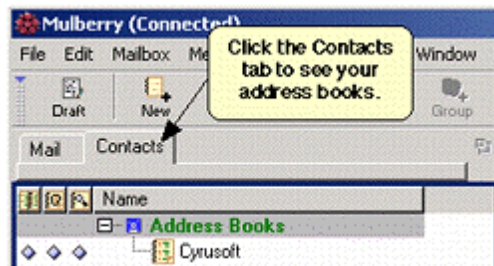 Mulberry (Connected)
File Edit Mailbox Me Window
Click the Contacts
tab to see your
address books.
Draft New Group
Mail Contacts
Name
Address Books
Cyrusoft